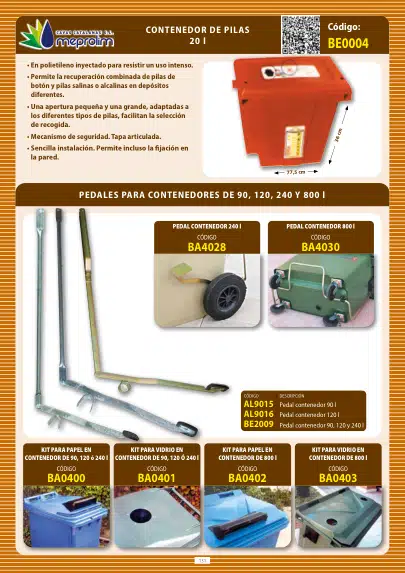 CAYAS CATALANAS S.L.
meprolim
CONTENEDOR DE PILAS
20 l
Código:
BE0004
• En polietileno inyectado para resistir un uso intenso.
• Permite la recuperación combinada de pilas de
botón y pilas salinas o alcalinas en depósitos
diferentes.
• Una apertura pequeña y una grande, adaptadas a
los diferentes tipos de pilas, facilitan la selección
de recogida.
• Mecanismo de seguridad. Tapa articulada.
• Sencilla instalación. Permite incluso la fijación en
la pared.
77,5 cm
PEDALES PARA CONTENEDORES DE 90, 120, 240 Y 800 l
PEDAL CONTENEDOR 240 l
CÓDIGO
BA4028
PEDAL CONTENEDOR 800 l
CÓDIGO
BA4030
CÓDIGO DESCRIPCIÓN
AL9015 Pedal contenedor 90 l
AL9016 Pedal contenedor 120 l
BE2009 Pedal contenedor 90, 120 y 240 l
KIT PARA PAPEL EN
CONTENEDOR DE 90, 120 ó 240 l
CÓDIGO
BA0400
KIT PARA VIDRIO EN
CONTENEDOR DE 90, 120 Ó 240 l
CÓDIGO
BA0401
KIT PARA PAPEL EN
CONTENEDOR DE 800 l
CÓDIGO
BA0402
KIT PARA VIDRIO EN
CONTENEDOR DE 800 l
CÓDIGO
BA0403